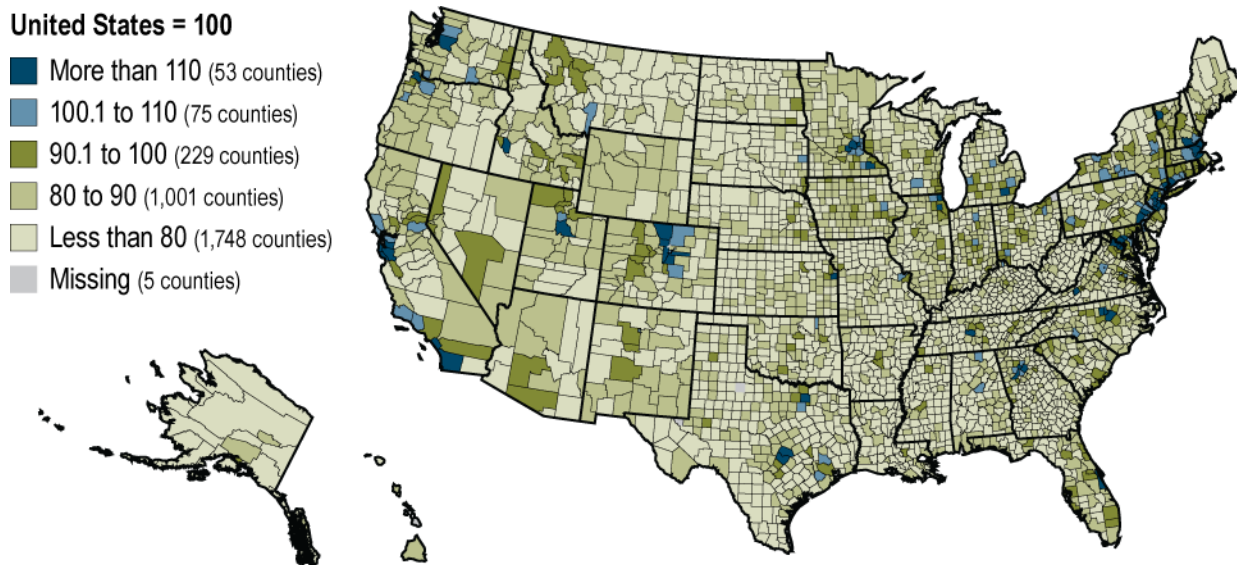 United States = 100
More than 110 (53 counties)
100.1 to 110 (75 counties)
90.1 to 100 (229 counties)
80 to 90 (1,001 counties)
Less than 80 (1,748 counties)
Missing (5 counties)